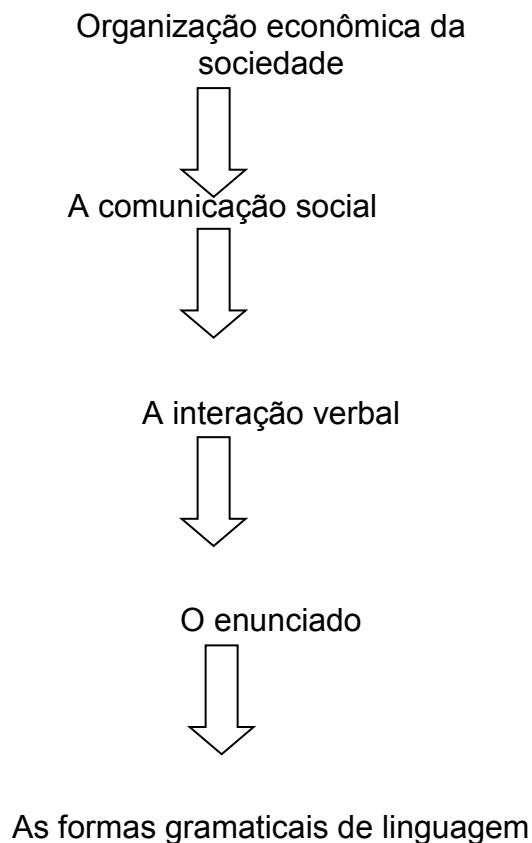 Organização econômica da
sociedade
A comunicação social
A interação verbal
O enunciado
As formas gramaticais de linguagem